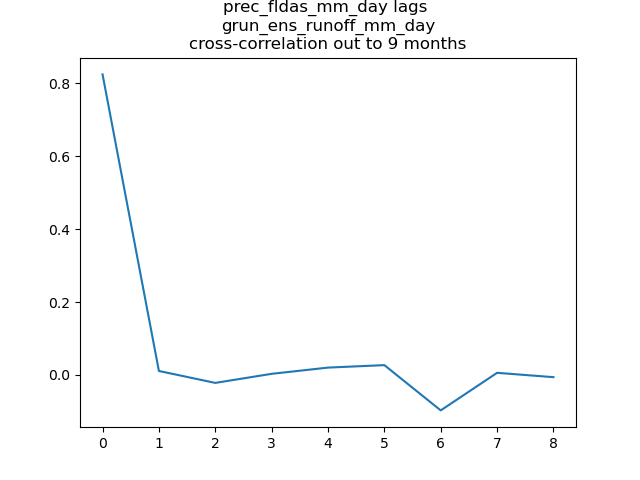 prec_fldas_mm_day lags
grun_ens_runoff_mm_day
cross-correlation out to 9 months
0.8
0.6
0.4
0.2
0.0
0 1 2 3 4 5 6 7 8